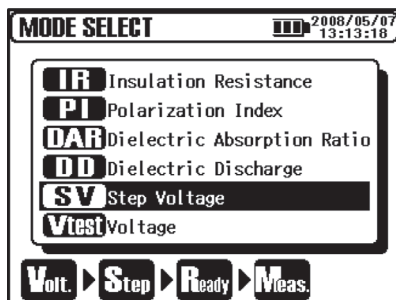 MODE SELECT 2008/05/07
13:13:18
IR Insulation Resistance
PI Polarization Index
DAR Dielectric Absorption Ratio
DD Dielectric Discharge
SV Step Voltage
Vtest Voltage
Volt. Step Ready Meas.